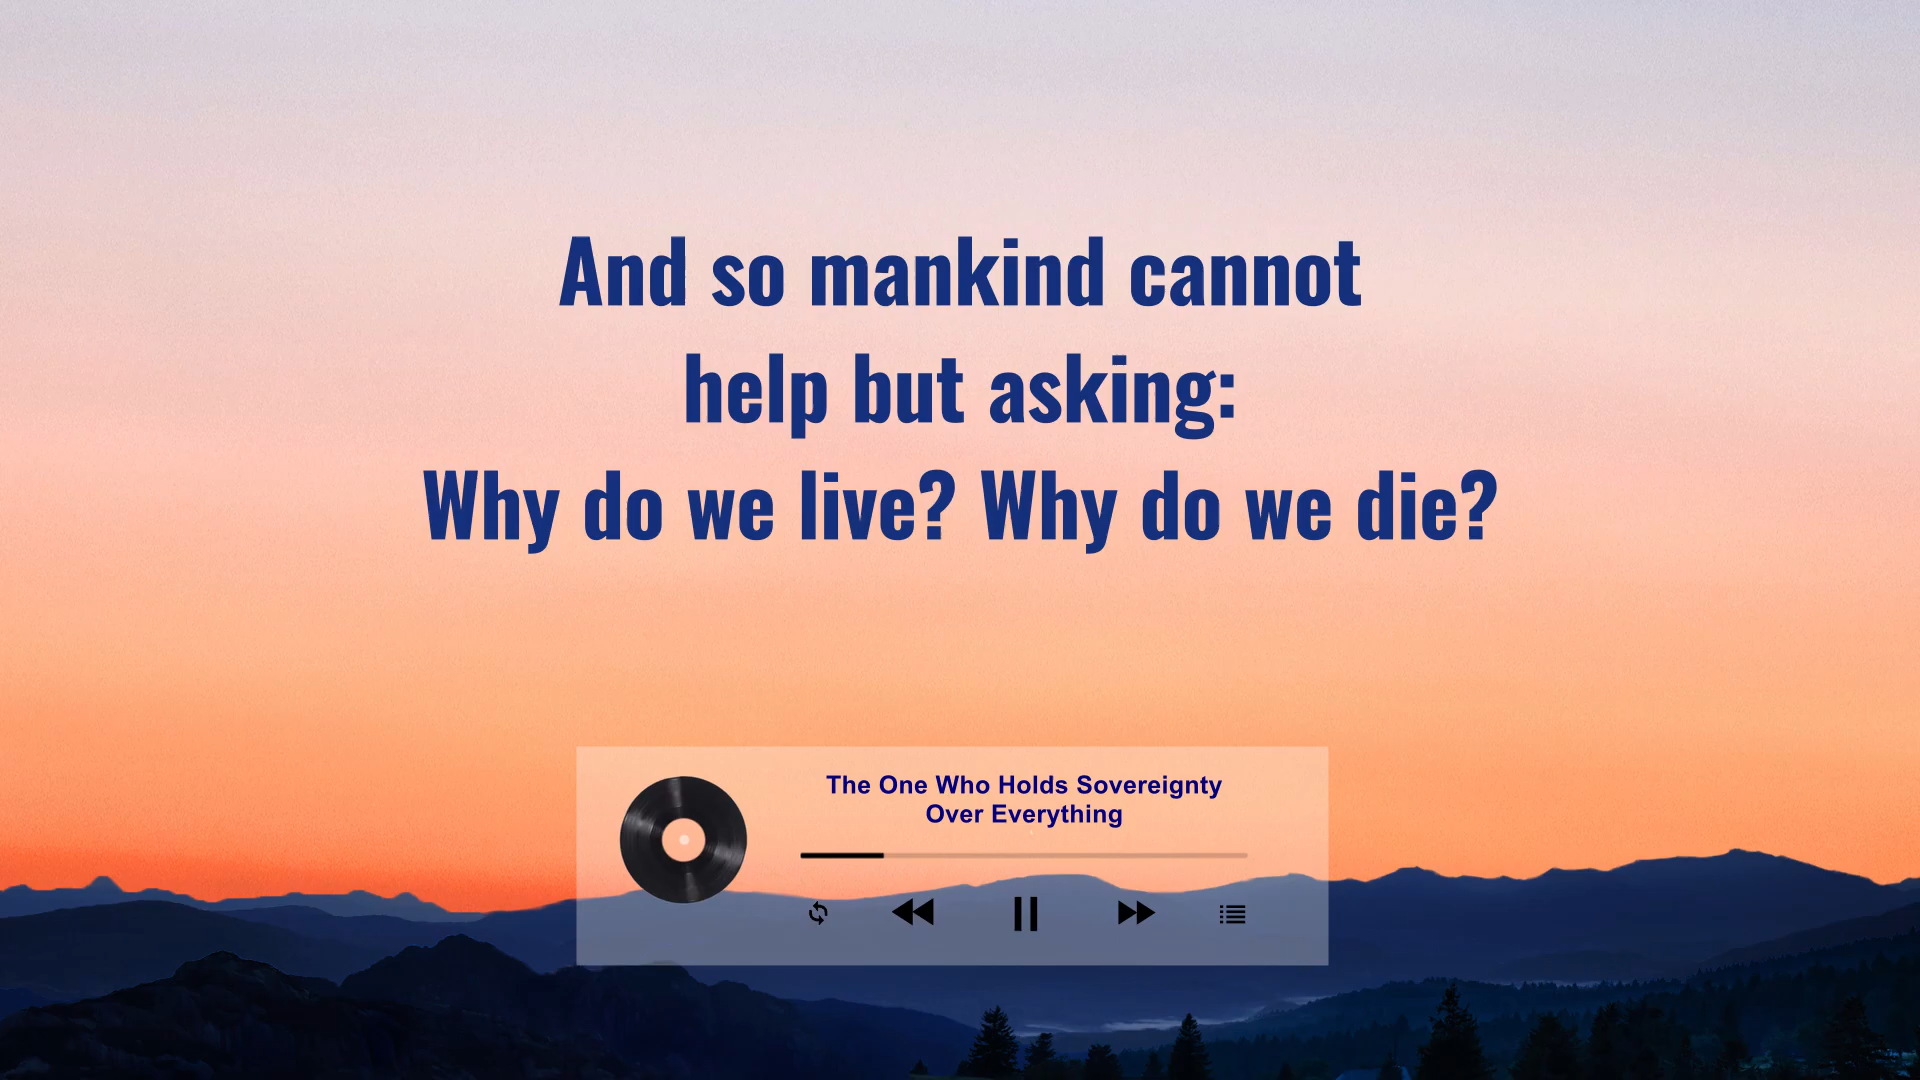 And so mankind cannot
help but asking:
Why do we live? Why do we die?
The One Who Holds Sovereignty
Over Everything